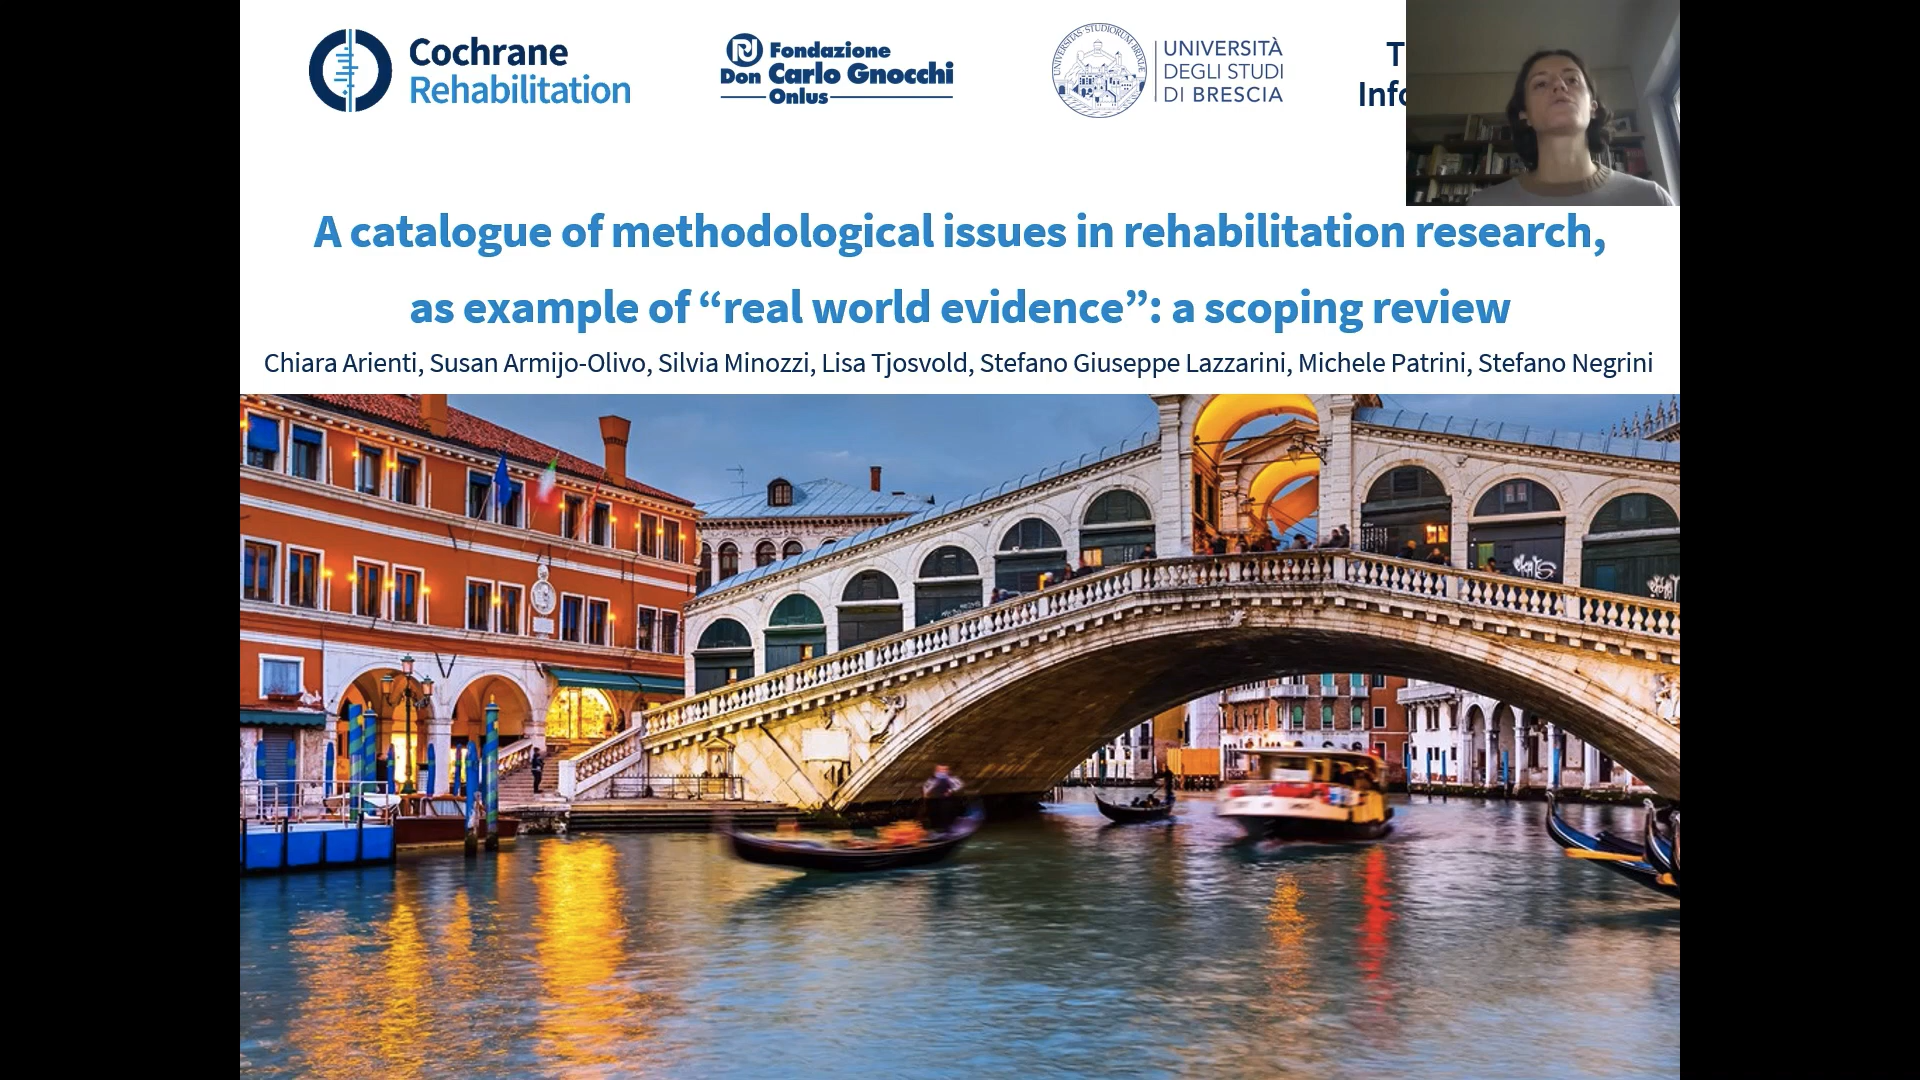 Cochrane
Rehabilitation
Fondazione
Don Carlo Gnocchi
Onlus
UNIVERSITÀ
DEGLI STUDI
DI BRESCIA
A catalogue of methodological issues in rehabilitation research,
as example of “real world evidence”: a scoping review
Chiara Arienti, Susan Armijo-Olivo, Silvia Minozzi, Lisa Tjosvold, Stefano Giuseppe Lazzarini, Michele Patrini, Stefano Negrini